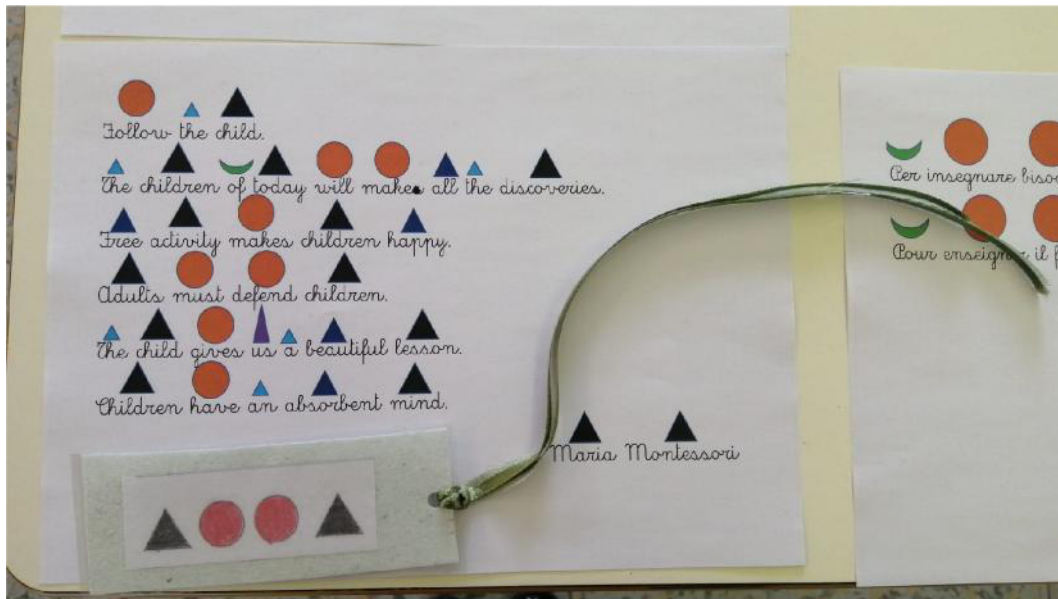 Follow the child.
The children of today will makes all the discoveries.
Free activity makes children happy.
Adults must defend children.
The child gives us a beautiful lesson.
Children have an absorbent mind.
Maria Montessori
Per insegnare
Pour enseigner il